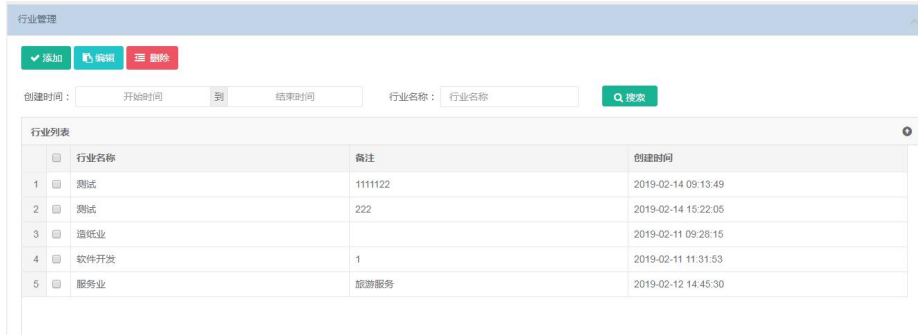 行业管理
添加 编辑 删除
创建时间： 开始时间 到 结束时间 行业名称： 行业名称 搜索
行业列表
行业名称 备注 创建时间
1 测试 1111122 2019-02-14 09:13:49
2 测试 222 2019-02-14 15:22:05
3 造纸业 2019-02-11 09:28:15
4 软件开发 1 2019-02-11 11:31:53
5 服务业 旅游服务 2019-02-12 14:45:30